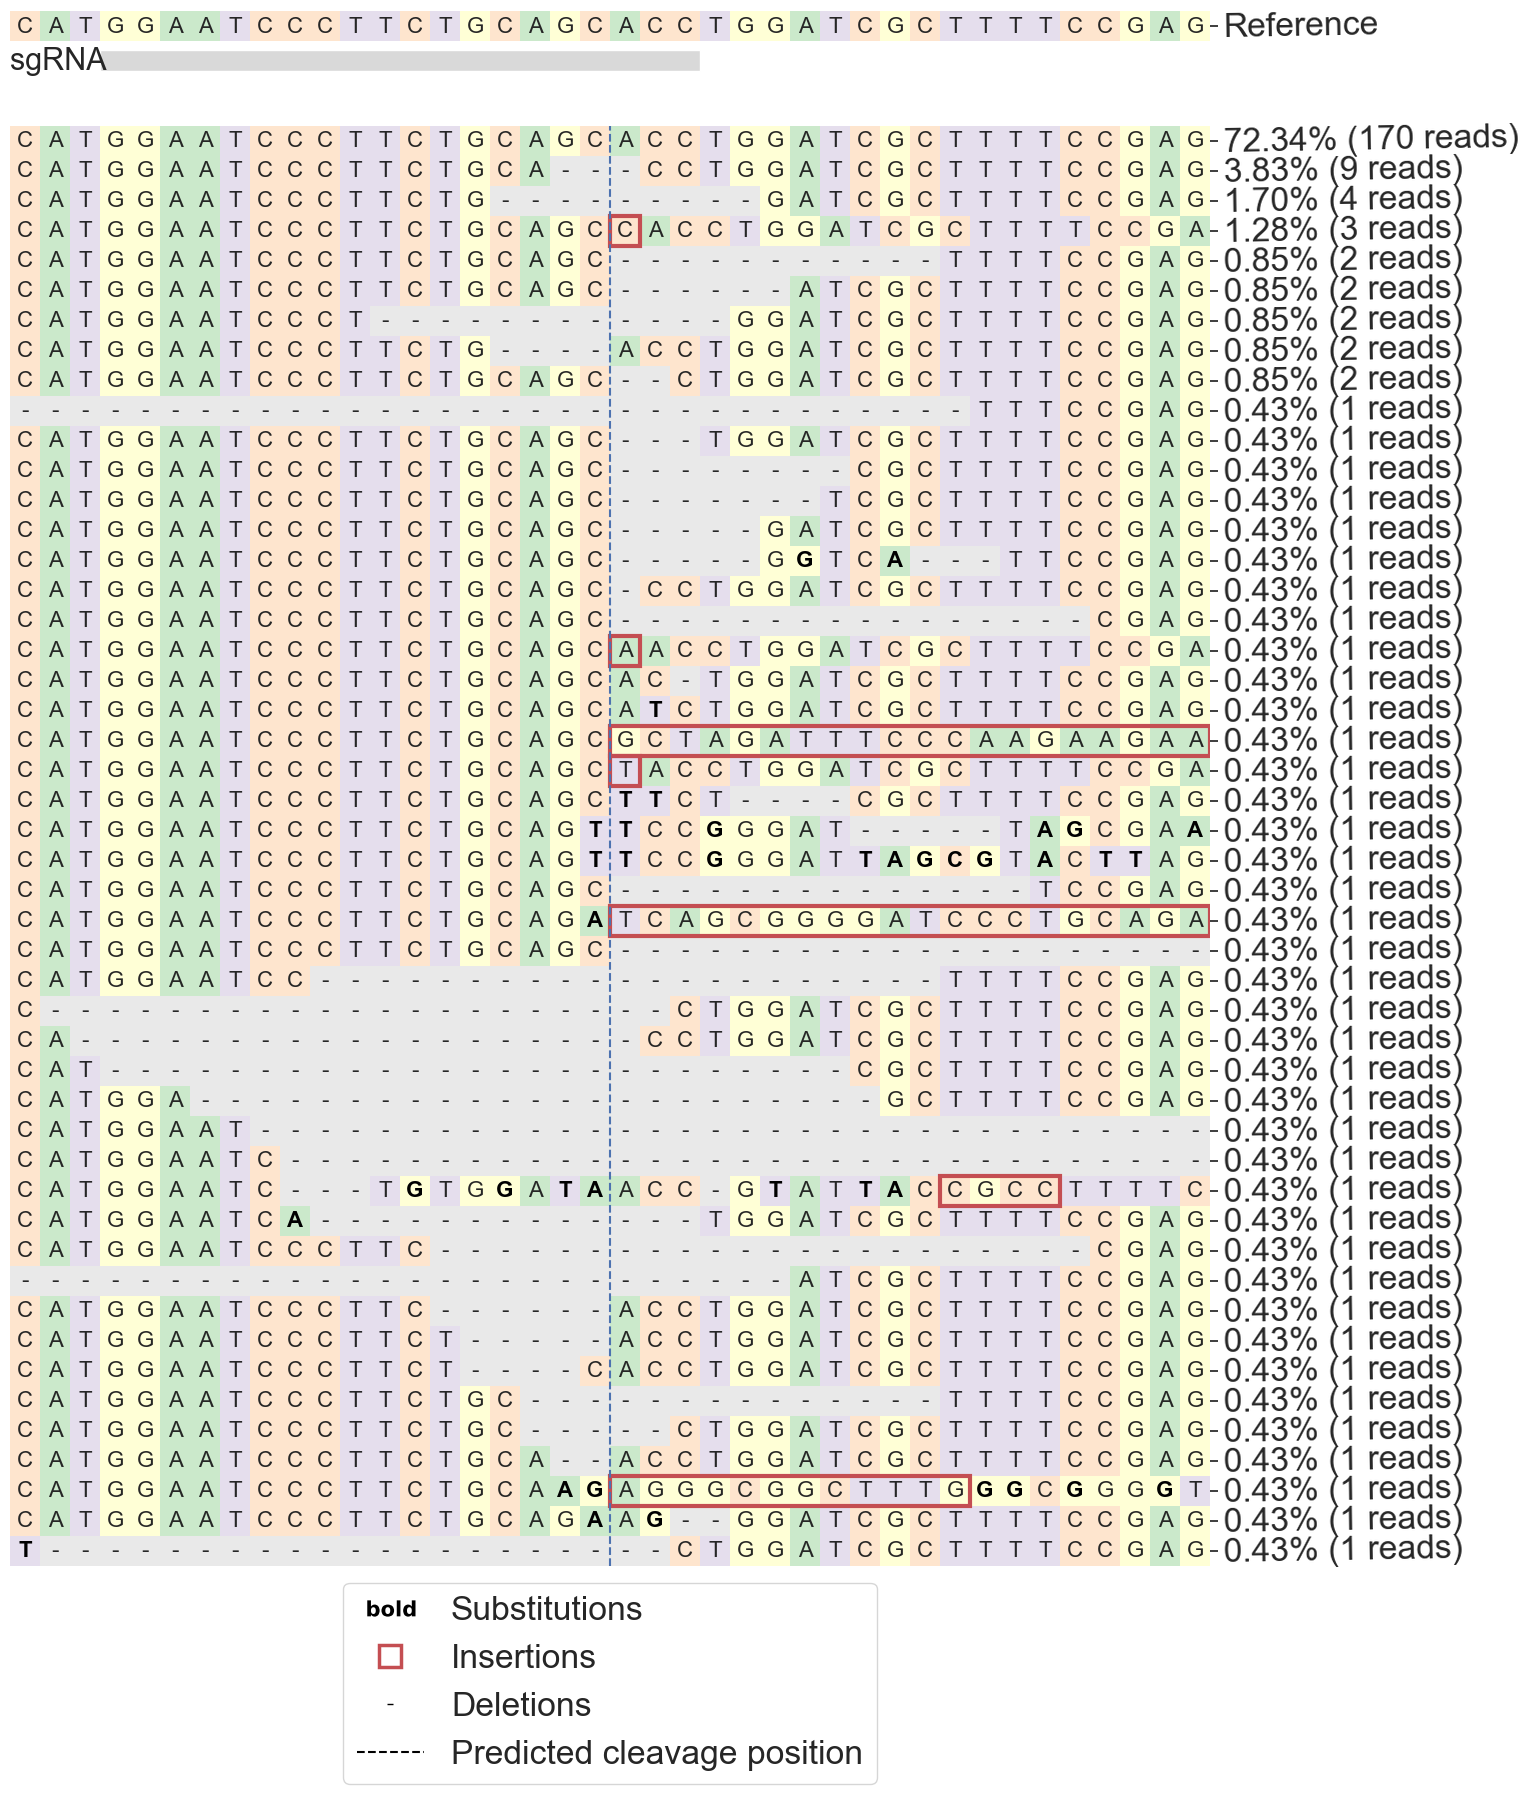 C A T G G A A T C C C T T C T G C A G C A C C T G G A T C G C T T T T C C G A G - Reference
sgRNA
C A T G G A A T C C C T T C T G C A G C A C C T G G A T C G C T T T T C C G A G - 72.34% (170 reads)
C A T G G A A T C C C T T C T G C A - - - C C T G G A T C G C T T T T C C G A G - 3.83% (9 reads)
C A T G G A A T C C C T T C T G - - - - - - - - - G A T C G C T T T T C C G A G - 1.70% (4 reads)
C A T G G A A T C C C T T C T G C A G C C A C C T G G A T C G C T T T T C C G A - 1.28% (3 reads)
C A T G G A A T C C C T T C T G C A G C - - - - - - - - - - - T T T T C C G A G - 0.85% (2 reads)
C A T G G A A T C C C T T C T G C A G C - - - - - - A T C G C T T T T C C G A G - 0.85% (2 reads)
C A T G G A A T C C C T - - - - - - - - - - - - G G A T C G C T T T T C C G A G - 0.85% (2 reads)
C A T G G A A T C C C T T C T G - - - - A C C T G G A T C G C T T T T C C G A G - 0.85% (2 reads)
C A T G G A A T C C C T T C T G C A G C - - C T G G A T C G C T T T T C C G A G - 0.85% (2 reads)
- - - - - - - - - - - - - - - - - - - - - - - - - - - - - - - - T T T C C G A G - 0.43% (1 reads)
C A T G G A A T C C C T T C T G C A G C - - - T G G A T C G C T T T T C C G A G - 0.43% (1 reads)
C A T G G A A T C C C T T C T G C A G C - - - - - - - - C G C T T T T C C G A G - 0.43% (1 reads)
C A T G G A A T C C C T T C T G C A G C - - - - - - - T C G C T T T T C C G A G - 0.43% (1 reads)
C A T G G A A T C C C T T C T G C A G C - - - - - G A T C G C T T T T C C G A G - 0.43% (1 reads)
C A T G G A A T C C C T T C T G C A G C - - - - - G G T C A - - - T T C C G A G - 0.43% (1 reads)
C A T G G A A T C C C T T C T G C A G C - C C T G G A T C G C T T T T C C G A G - 0.43% (1 reads)
C A T G G A A T C C C T T C T G C A G C - - - - - - - - - - - - - - - - C G A G - 0.43% (1 reads)
C A T G G A A T C C C T T C T G C A G C A A C C T G G A T C G C T T T T C C G A - 0.43% (1 reads)
C A T G G A A T C C C T T C T G C A G C A C - T G G A T C G C T T T T C C G A G - 0.43% (1 reads)
C A T G G A A T C C C T T C T G C A G C A T C T G G A T C G C T T T T C C G A G - 0.43% (1 reads)
C A T G G A A T C C C T T C T G C A G C G C T A G A T T T C C C A A G A A G A A - 0.43% (1 reads)
C A T G G A A T C C C T T C T G C A G C T A C C T G G A T C G C T T T T C C G A - 0.43% (1 reads)
C A T G G A A T C C C T T C T G C A G C T T C T - - - - C G C T T T T C C G A G - 0.43% (1 reads)
C A T G G A A T C C C T T C T G C A G T T C C G G G A T - - - - - T A G C G A A - 0.43% (1 reads)
C A T G G A A T C C C T T C T G C A G T T C C G G G A T T A G C G T A C T T A G - 0.43% (1 reads)
C A T G G A A T C C C T T C T G C A G C - - - - - - - - - - - - - - T C C G A G - 0.43% (1 reads)
C A T G G A A T C C C T T C T G C A G A T C A G C G G G G A T C C C T G C A G A - 0.43% (1 reads)
C A T G G A A T C C C T T C T G C A G C - - - - - - - - - - - - - - - - - - - - - 0.43% (1 reads)
C A T G G A A T C C - - - - - - - - - - - - - - - - - - - - - T T T T C C G A G - 0.43% (1 reads)
C - - - - - - - - - - - - - - - - - - - - - C T G G A T C G C T T T T C C G A G - 0.43% (1 reads)
C A - - - - - - - - - - - - - - - - - - - C C T G G A T C G C T T T T C C G A G - 0.43% (1 reads)
C A T - - - - - - - - - - - - - - - - - - - - - - - - - C G C T T T T C C G A G - 0.43% (1 reads)
C A T G G A - - - - - - - - - - - - - - - - - - - - - - - G C T T T T C C G A G - 0.43% (1 reads)
C A T G G A A T - - - - - - - - - - - - - - - - - - - - - - - - - - - - - - - - - 0.43% (1 reads)
C A T G G A A T C - - - - - - - - - - - - - - - - - - - - - - - - - - - - - - - - 0.43% (1 reads)
C A T G G A A T C - - - T G T G G A T A A C C - G T A T T A C C G C C T T T T C - 0.43% (1 reads)
C A T G G A A T C A - - - - - - - - - - - - - T G G A T C G C T T T T C C G A G - 0.43% (1 reads)
C A T G G A A T C C C T T C - - - - - - - - - - - - - - - - - - - - - - C G A G - 0.43% (1 reads)
- - - - - - - - - - - - - - - - - - - - - - - - - - A T C G C T T T T C C G A G - 0.43% (1 reads)
C A T G G A A T C C C T T C - - - - - - A C C T G G A T C G C T T T T C C G A G - 0.43% (1 reads)
C A T G G A A T C C C T T C T - - - - - A C C T G G A T C G C T T T T C C G A G - 0.43% (1 reads)
C A T G G A A T C C C T T C T - - - - C A C C T G G A T C G C T T T T C C G A G - 0.43% (1 reads)
C A T G G A A T C C C T T C T G C - - - - - - - - - - - - - - T T T T C C G A G - 0.43% (1 reads)
C A T G G A A T C C C T T C T G C - - - - - C T G G A T C G C T T T T C C G A G - 0.43% (1 reads)
C A T G G A A T C C C T T C T G C A - - A C C T G G A T C G C T T T T C C G A G - 0.43% (1 reads)
C A T G G A A T C C C T T C T G C A A G A G G G C G G C T T T G G G C G G G G T - 0.43% (1 reads)
C A T G G A A T C C C T T C T G C A G A A G - - G G A T C G C T T T T C C G A G - 0.43% (1 reads)
T - - - - - - - - - - - - - - - - - - - - - C T G G A T C G C T T T T C C G A G - 0.43% (1 reads)
bold Substitutions
Insertions
- Deletions
Predicted cleavage position